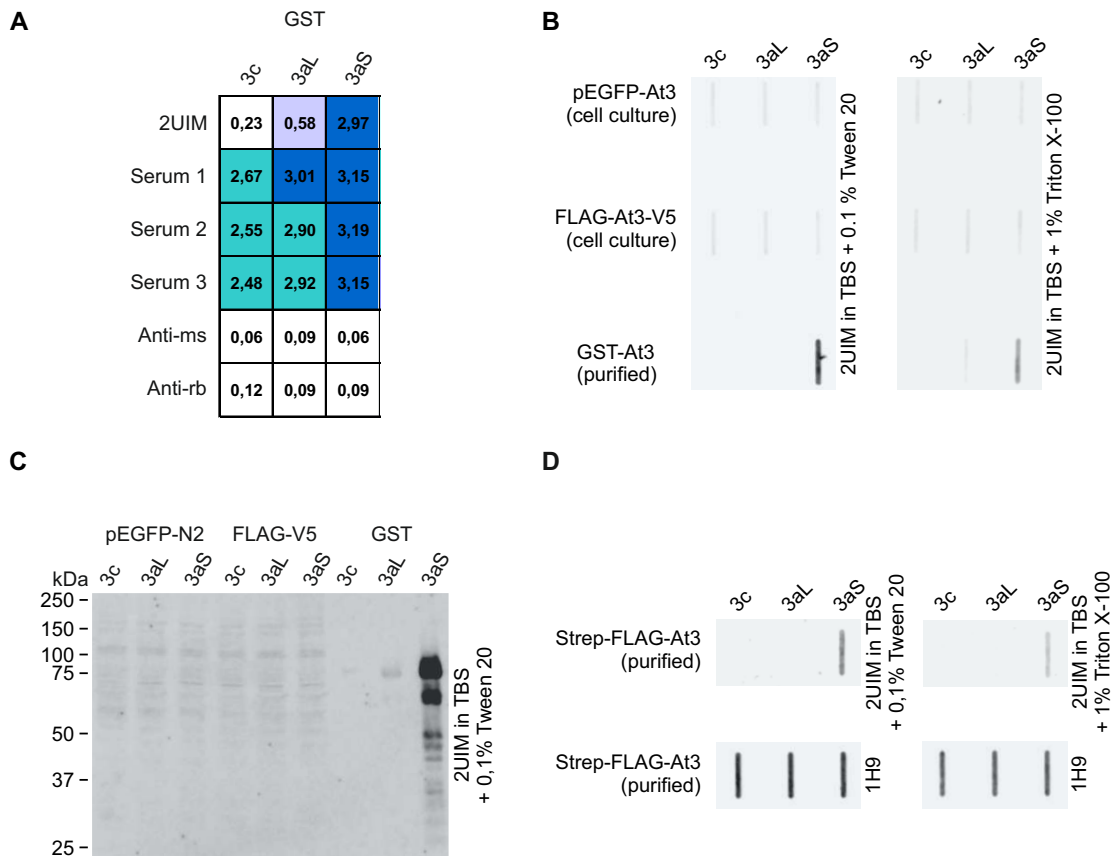 A
GST
3c 3aL 3aS
2UIM 0,23 0,58 2,97
Serum 1 2,67 3,01 3,15
Serum 2 2,55 2,90 3,19
Serum 3 2,48 2,92 3,15
Anti-ms 0,06 0,09 0,06
Anti-rb 0,12 0,09 0,09
B
3c 3aL 3aS 3c 3aL 3aS
pEGFP-At3
(cell culture)
FLAG-At3-V5
(cell culture)
GST-At3
(purified)
2UIM in TBS + 0.1 % Tween 20
2UIM in TBS + 1% Triton X-100
C
pEGFP-N2 FLAG-V5 GST
kDa 3c 3aL 3aS 3c 3aL 3aS 3c 3aL 3aS
250
150
100
75
50
37
25
2UIM in TBS
+ 0,1% Tween 20
D
3c 3aL 3aS 3c 3aL 3aS
Strep-FLAG-At3
(purified)
2UIM in TBS
+ 0,1% Tween 20
2UIM in TBS
+ 1% Triton X-100
Strep-FLAG-At3
(purified)
1H9
1H9